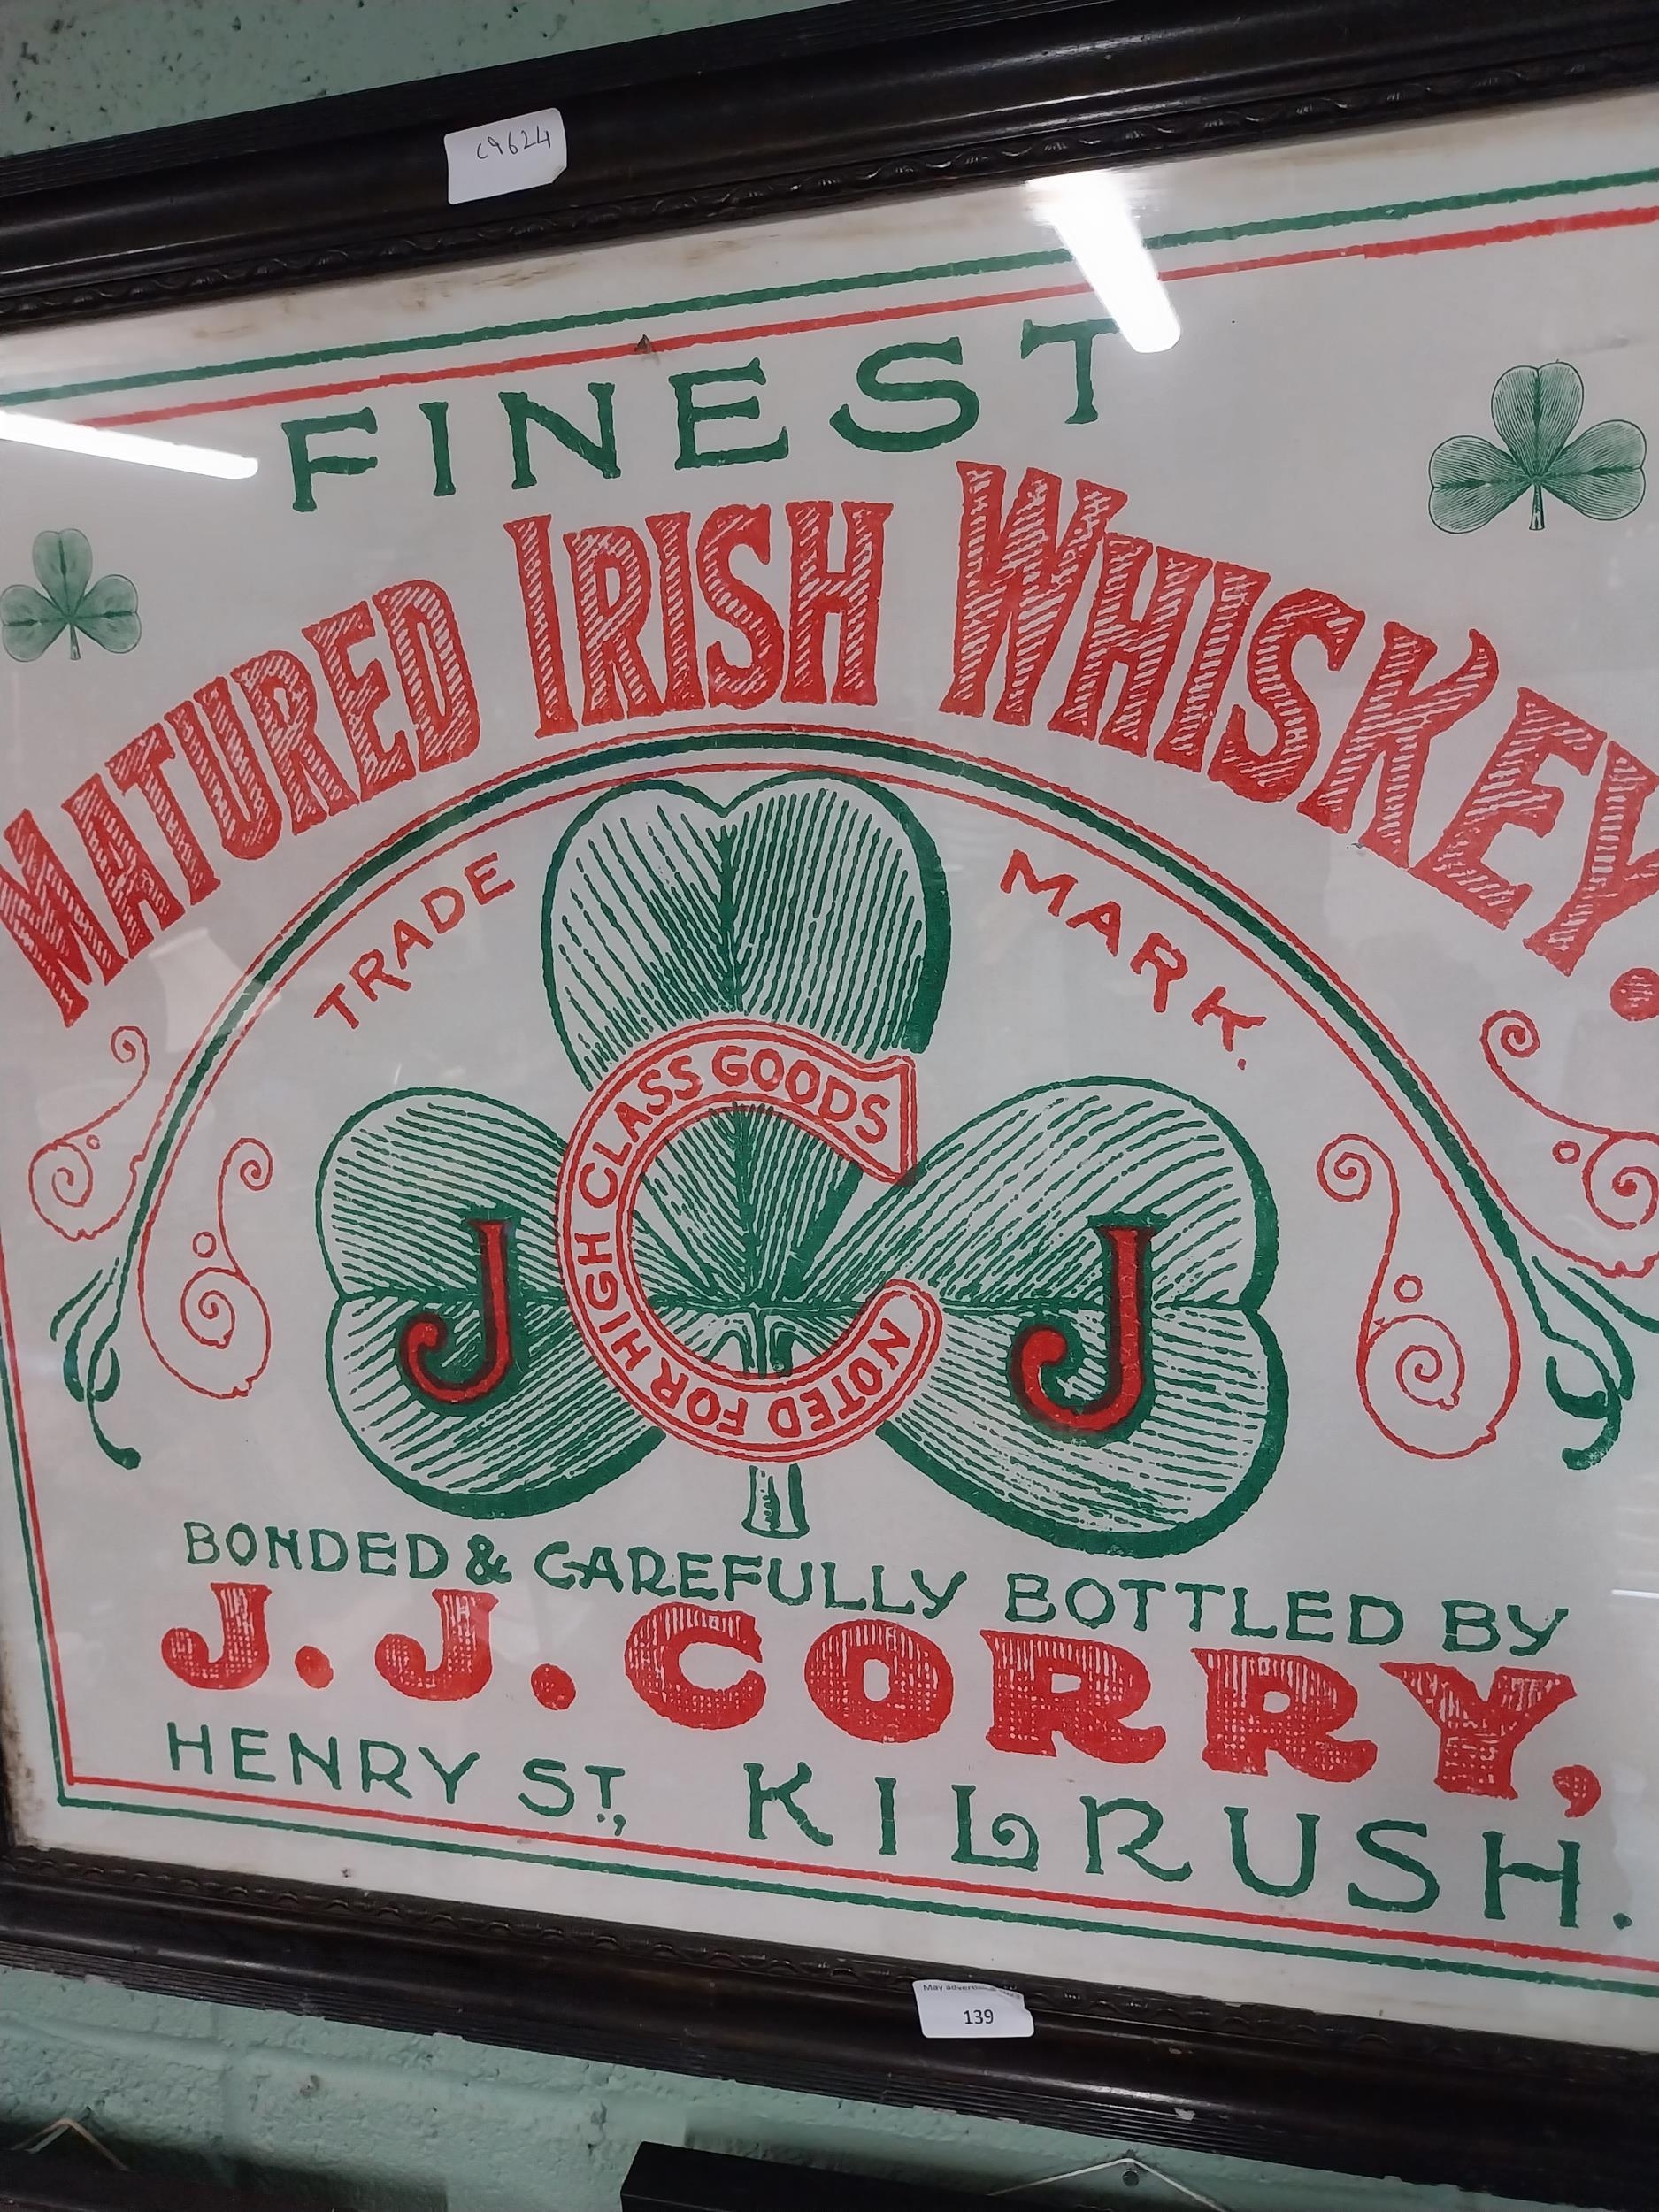 C9624
FINEST
MATURED IRISH WHISKEY.
TRADE MARK.
NOTED FOR HIGH CLASS GOODS
J C J
BONDED & CAREFULLY BOTTLED BY
J. J. CORRY,
HENRY ST., KILRUSH.
May
139